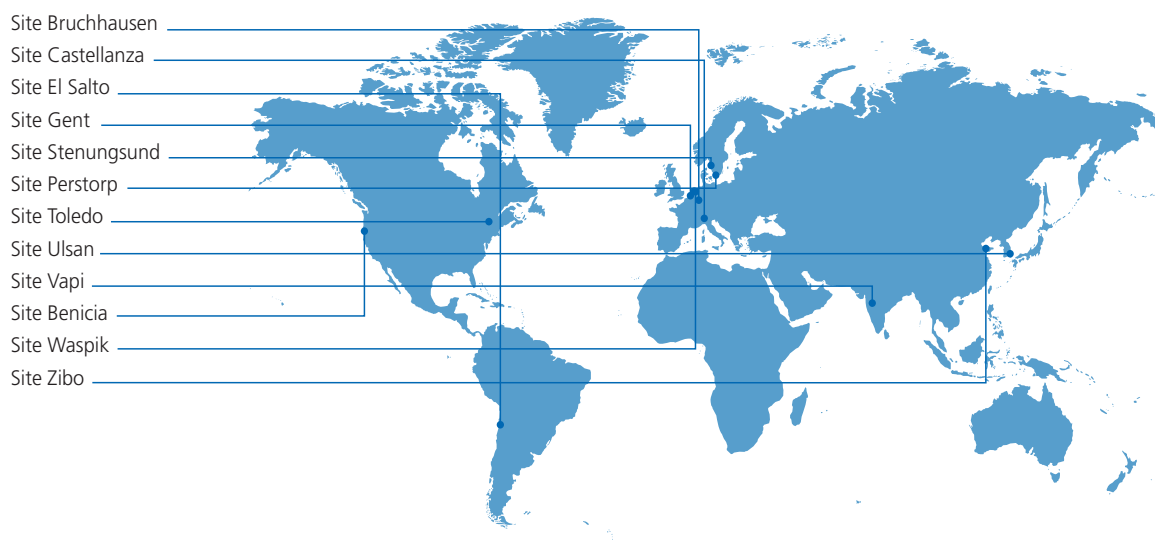 Site Bruchhausen
Site Castellanza
Site El Salto
Site Gent
Site Stenungsund
Site Perstorp
Site Toledo
Site Ulsan
Site Vapi
Site Benicia
Site Waspik
Site Zibo